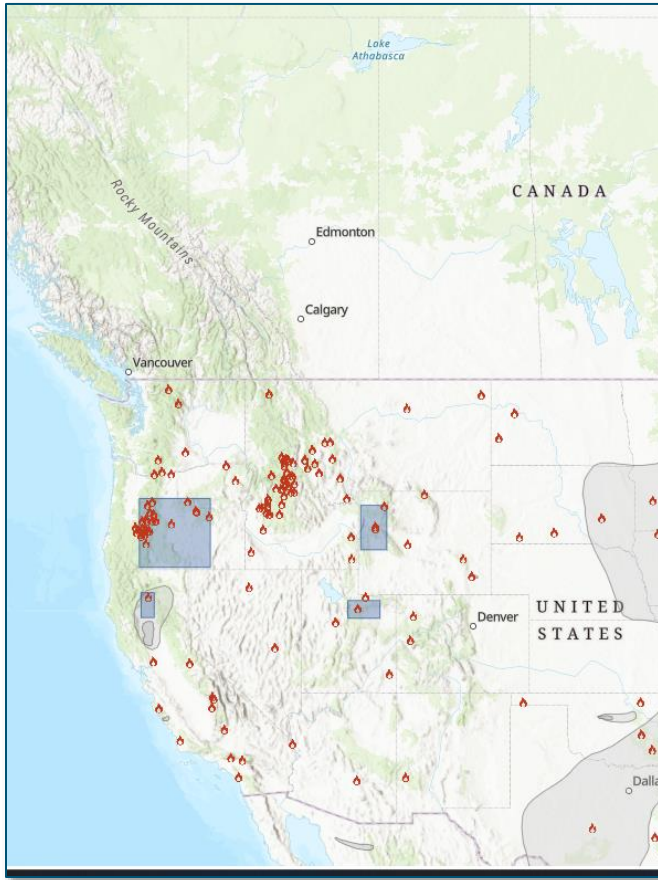 Lake
Athabasca
CANADA
Rocky Mountains
Edmonton
Calgary
Vancouver
UNITED
STATES
Denver
Dalla